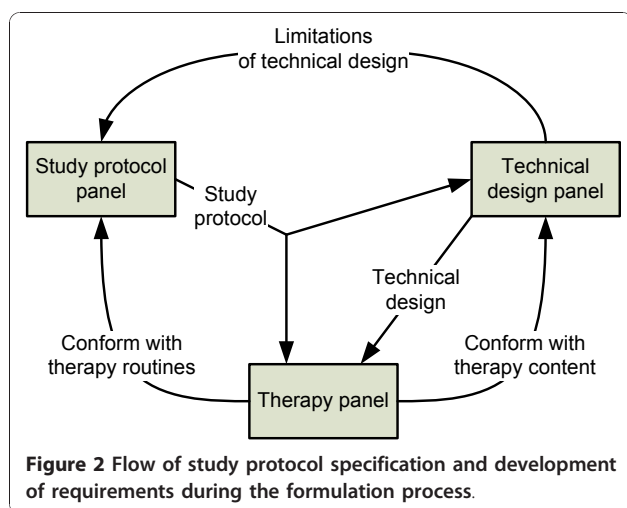 Limitations
of technical design
Study protocol
panel
Technical
design panel
Study
protocol
Technical
design
Conform with
therapy routines
Conform with
therapy content
Therapy panel
Figure 2 Flow of study protocol specification and development
of requirements during the formulation process.